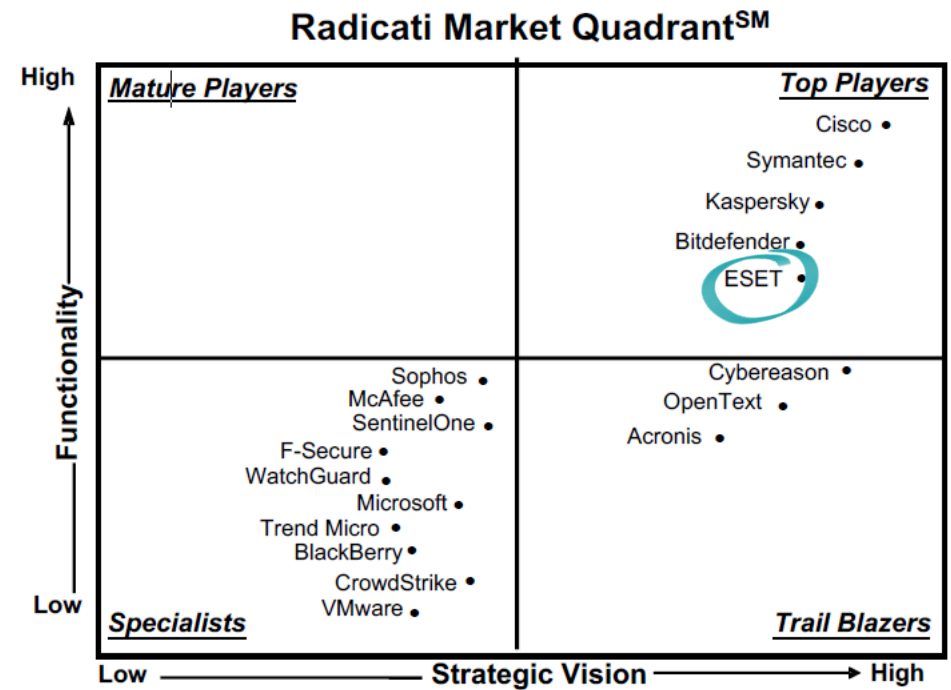 Radicati Market QuadrantSM
High
Mature Players
Top Players
Cisco
Symantec
Kaspersky
Bitdefender
ESET
Functionality
Sophos
McAfee
SentinelOne
F-Secure
WatchGuard
Microsoft
Trend Micro
BlackBerry
CrowdStrike
VMware
Cybereason
OpenText
Acronis
Low
Specialists
Trail Blazers
Low
Strategic Vision
High